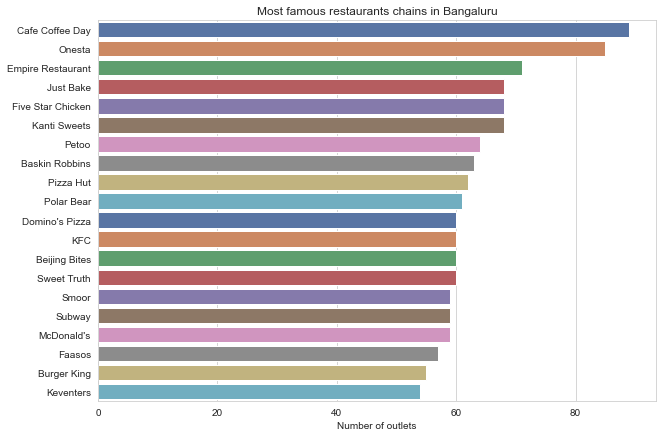 Most famous restaurants chains in Bangaluru
Cafe Coffee Day
Onesta
Empire Restaurant
Just Bake
Five Star Chicken
Kanti Sweets
Petoo
Baskin Robbins
Pizza Hut
Polar Bear
Domino's Pizza
KFC
Beijing Bites
Sweet Truth
Smoor
Subway
McDonald's
Faasos
Burger King
Keventers
0 20 40 60 80
Number of outlets